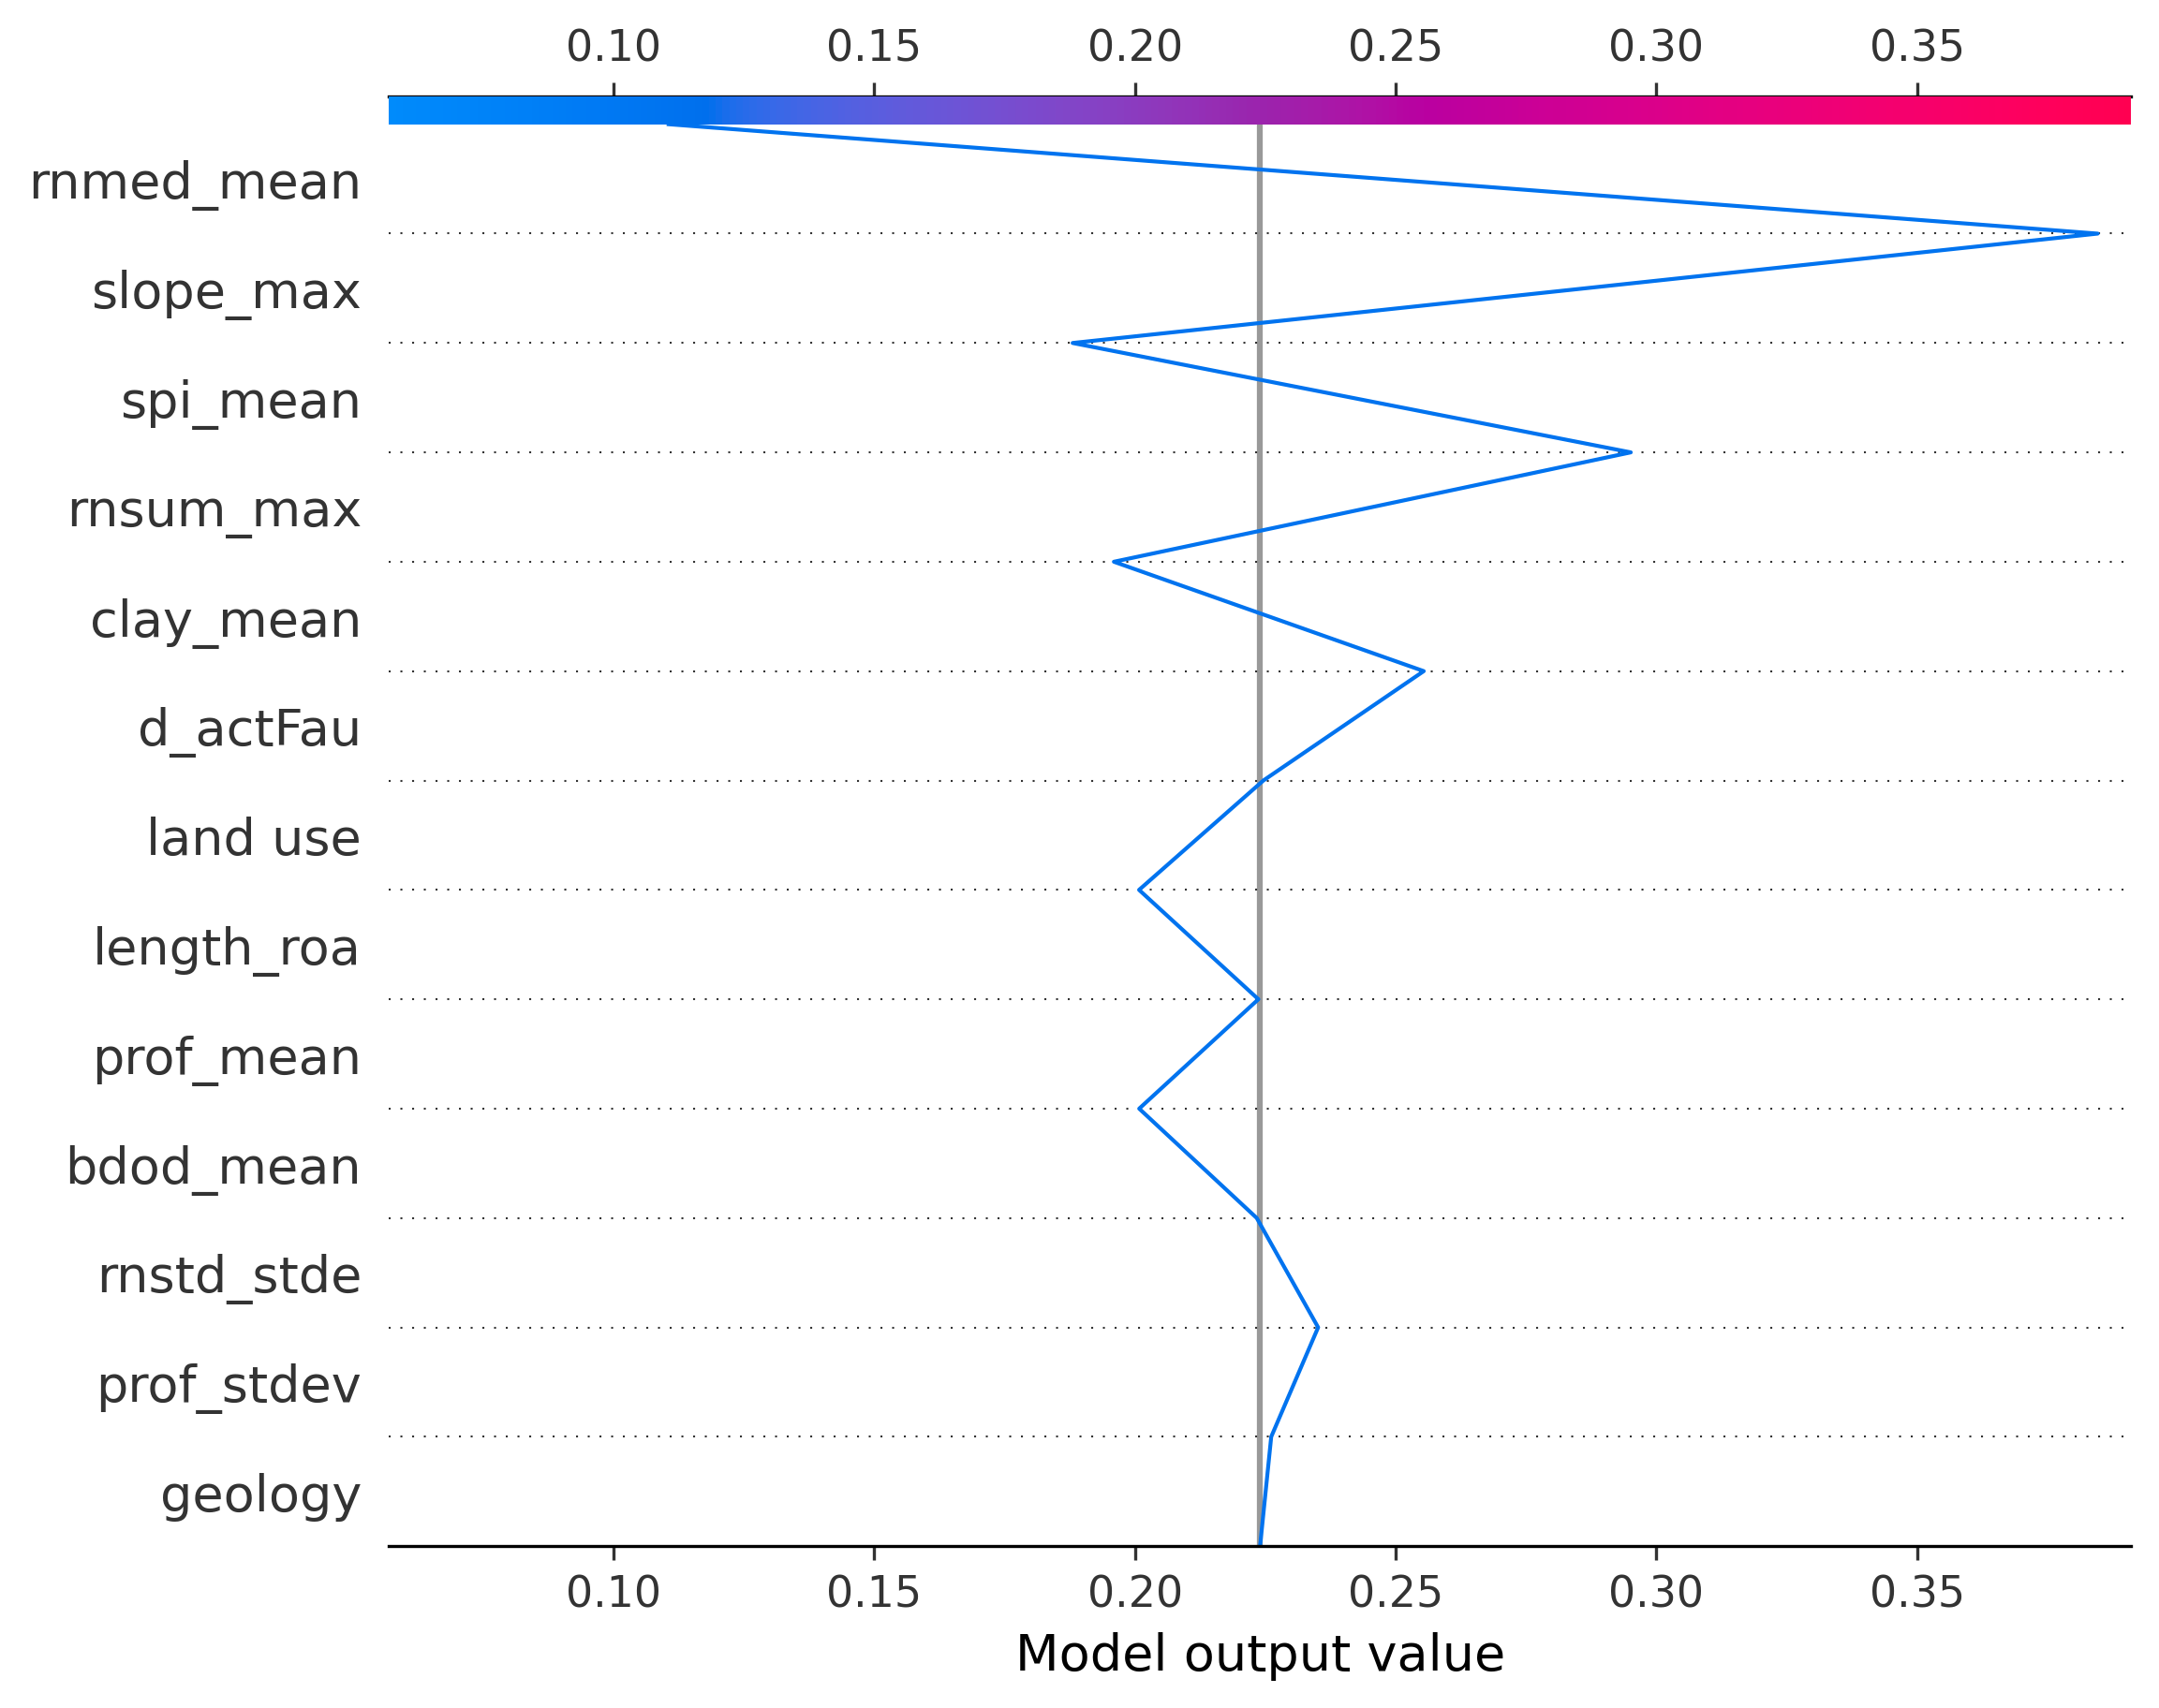 0.10 0.15 0.20 0.25 0.30 0.35
rnmed_mean
slope_max
spi_mean
rnsum_max
clay_mean
d_actFau
land use
length_roa
prof_mean
bdod_mean
rnstd_stde
prof_stdev
geology
0.10 0.15 0.20 0.25 0.30 0.35
Model output value